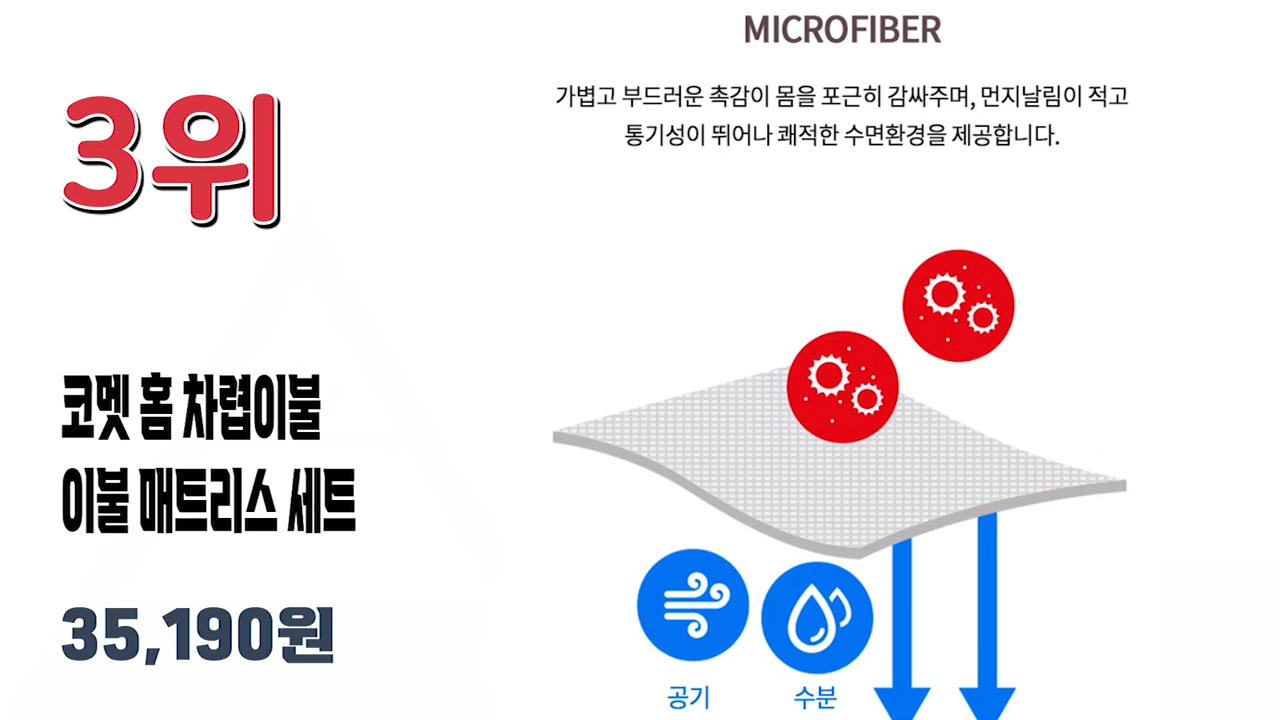 3위
코멧 홈 차렵이불
이불 매트리스 세트
35,190원
MICROFIBER
가볍고 부드러운 촉감이 몸을 포근히 감싸주며, 먼지날림이 적고
통기성이 뛰어나 쾌적한 수면환경을 제공합니다.
공기
수분